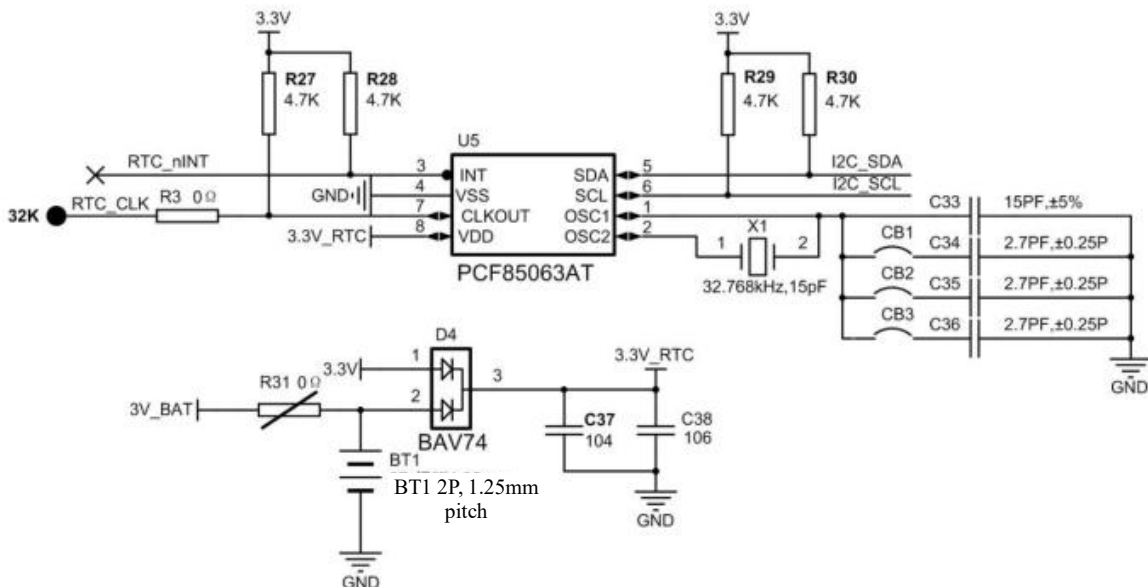 3.3V
R27
4.7K
R28
4.7K
3.3V
R29
4.7K
R30
4.7K
U5
RTC_nINT
3
INT
GND
4
VSS
32K
RTC_CLK
R3 0Ω
7
CLKOUT
3.3V_RTC
8
VDD
SDA
5
I2C_SDA
SCL
6
I2C_SCL
OSC1
1
OSC2
2
PCF85063AT
1
X1
2
32.768kHz,15pF
C33
15PF,±5%
CB1
C34
2.7PF,±0.25P
CB2
C35
2.7PF,±0.25P
CB3
C36
2.7PF,±0.25P
GND
D4
3.3V
1
R31 0Ω
3V_BAT
2
3
BAV74
3.3V_RTC
C37
104
C38
106
GND
BT1
BT1 2P, 1.25mm
pitch
GND